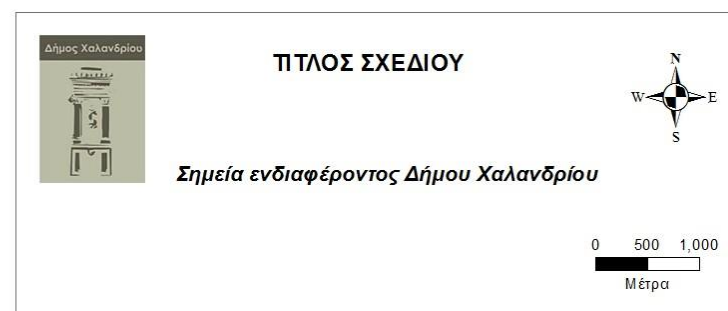 Δήμος Χαλανδρίου
ΤΙΤΛΟΣ ΣΧΕΔΙΟΥ
N
W E
S
Σημεία ενδιαφέροντος Δήμου Χαλανδρίου
0 500 1,000
Μέτρα